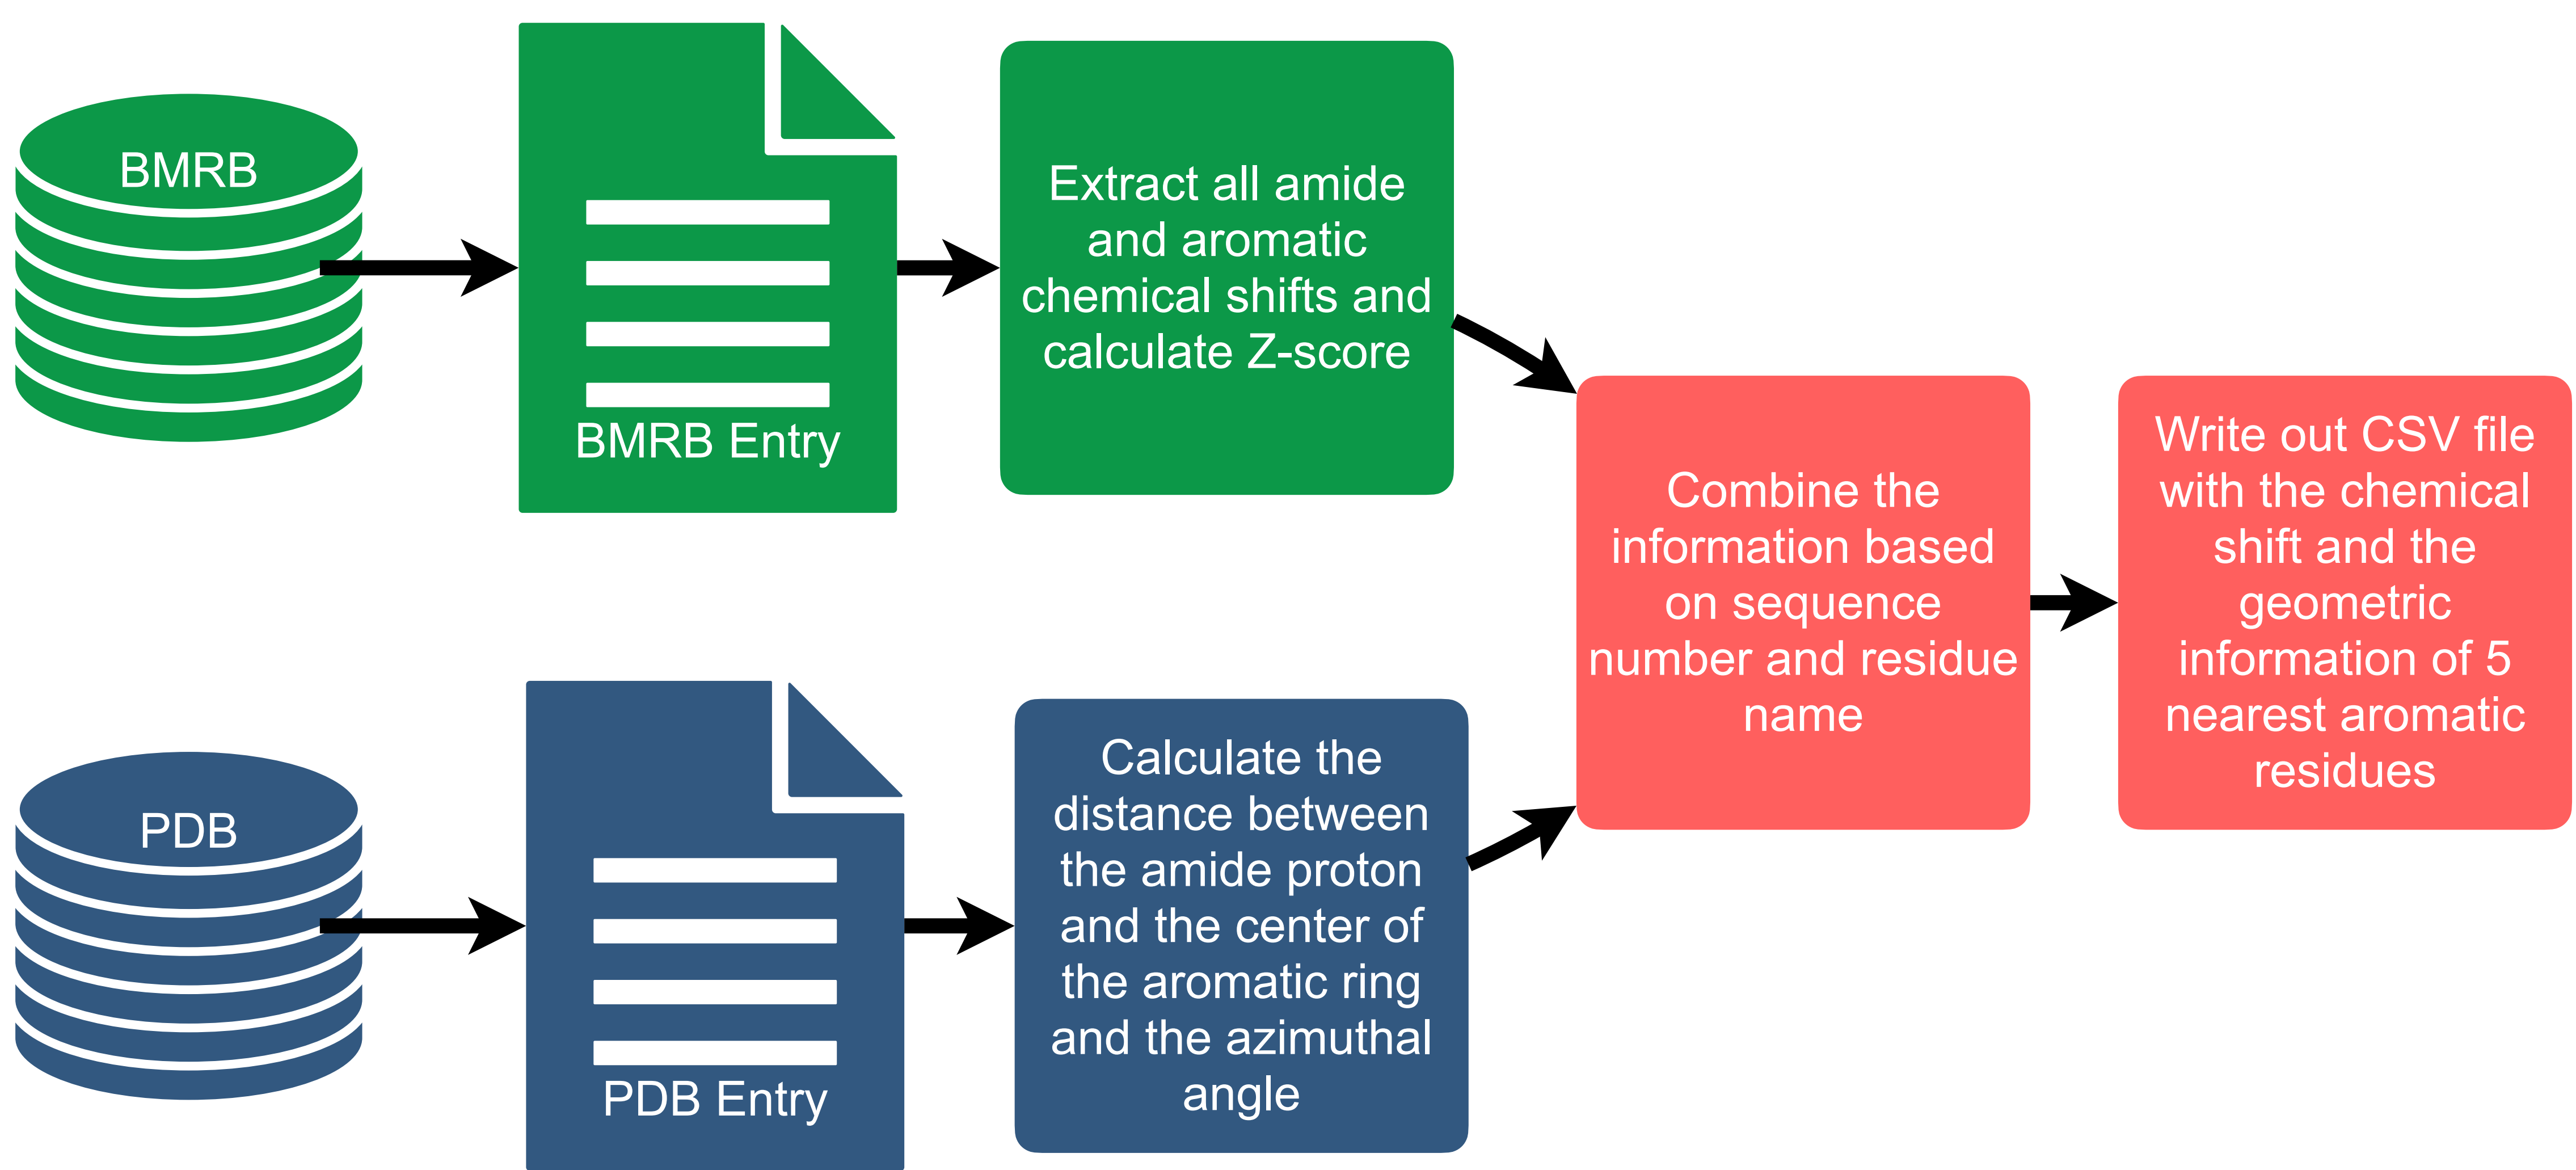 BMRB
BMRB Entry
Extract all amide
and aromatic
chemical shifts and
calculate Z-score
PDB
PDB Entry
Calculate the
distance between
the amide proton
and the center of
the aromatic ring
and the azimuthal
angle
Combine the
information based
on sequence
number and residue
name
Write out CSV file
with the chemical
shift and the
geometric
information of 5
nearest aromatic
residues